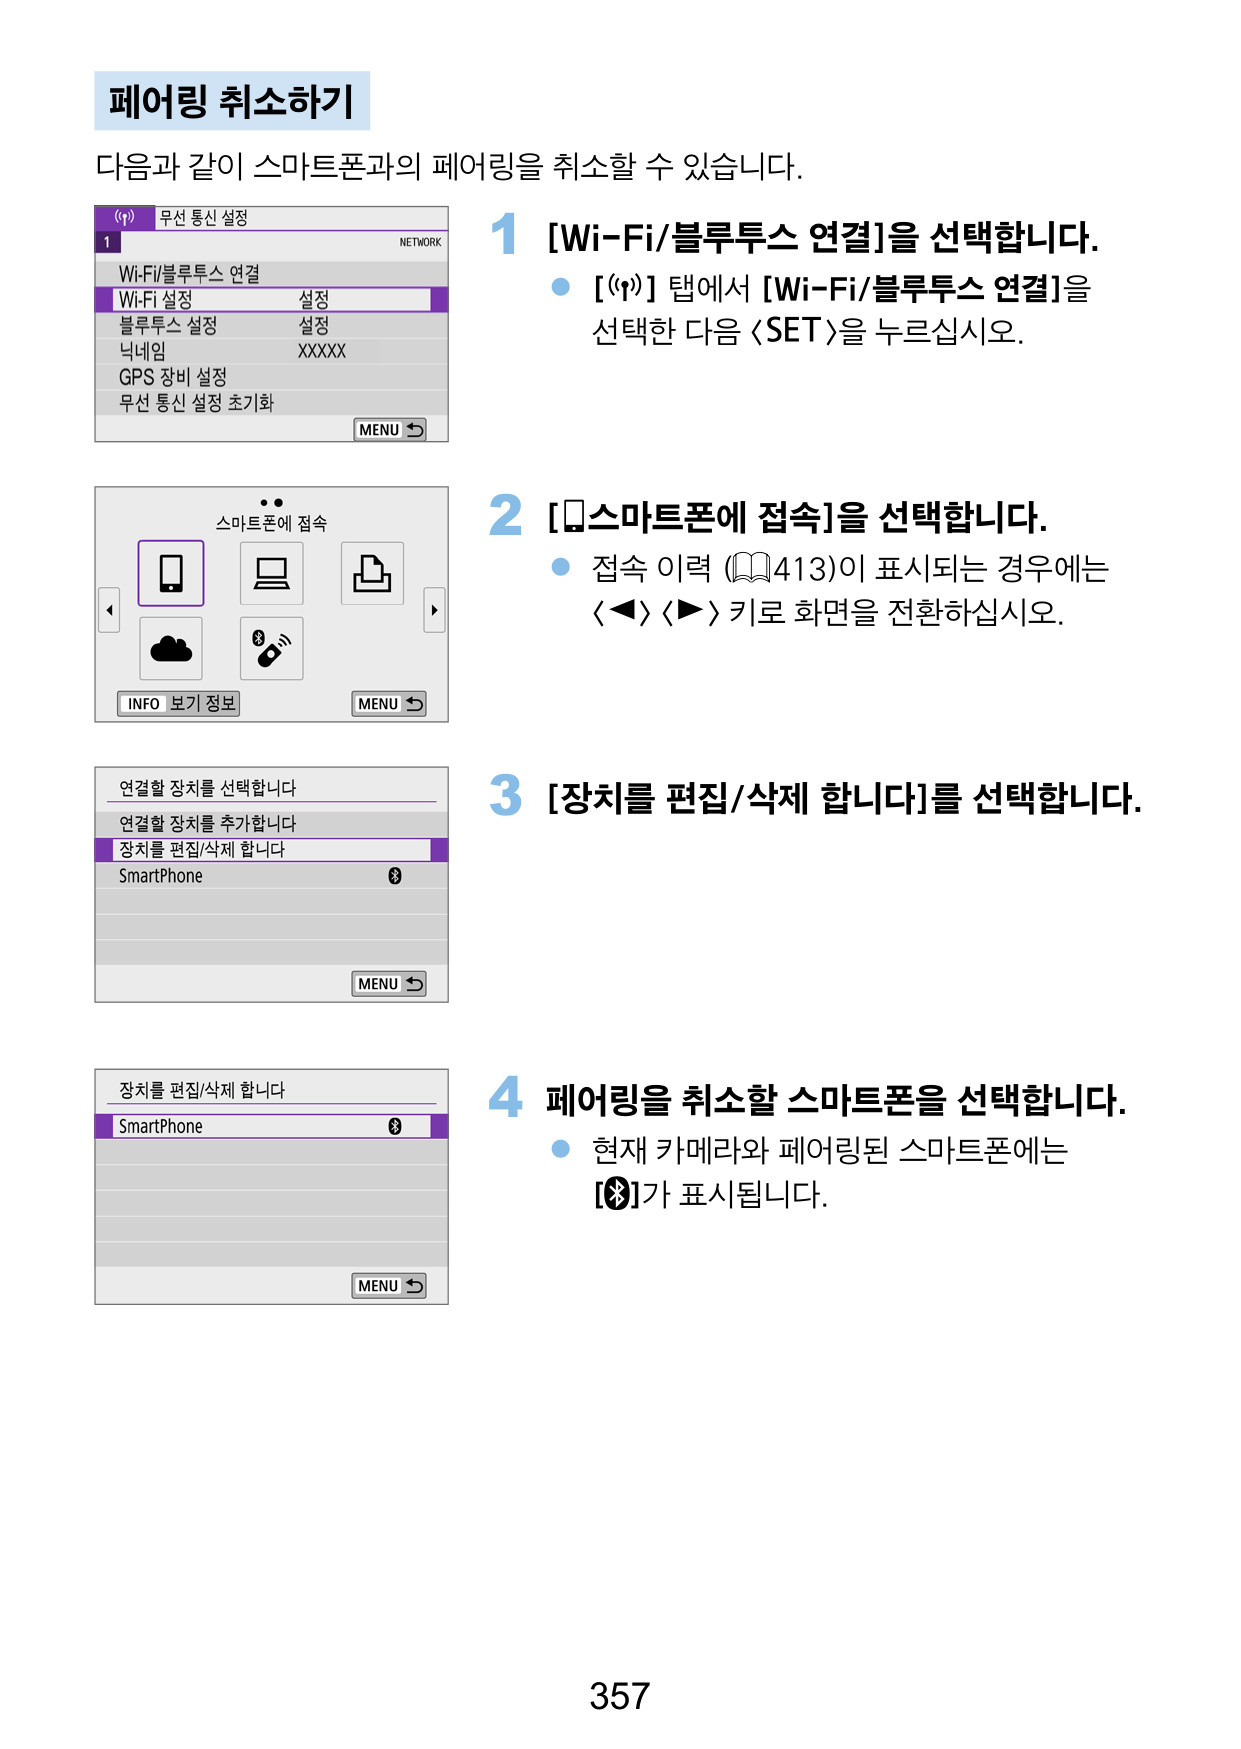 페어링 취소하기
다음과 같이 스마트폰과의 페어링을 취소할 수 있습니다.
무선 통신 설정
1
NETWORK
Wi-Fi/블루투스 연결
Wi-Fi 설정 설정
블루투스 설정 설정
닉네임 XXXXX
GPS 장비 설정
무선 통신 설정 초기화
MENU
1 [Wi-Fi/블루투스 연결]을 선택합니다.
● [] 탭에서 [Wi-Fi/블루투스 연결]을
선택한 다음 <SET>을 누르십시오.
스마트폰에 접속
INFO 보기 정보
MENU
2 [스마트폰에 접속]을 선택합니다.
● 접속 이력 (413)이 표시되는 경우에는
<◀> <▶> 키로 화면을 전환하십시오.
연결할 장치를 선택합니다
연결할 장치를 추가합니다
장치를 편집/삭제 합니다
SmartPhone
MENU
3 [장치를 편집/삭제 합니다]를 선택합니다.
장치를 편집/삭제 합니다
SmartPhone
MENU
4 페어링을 취소할 스마트폰을 선택합니다.
● 현재 카메라와 페어링된 스마트폰에는
[]가 표시됩니다.
357